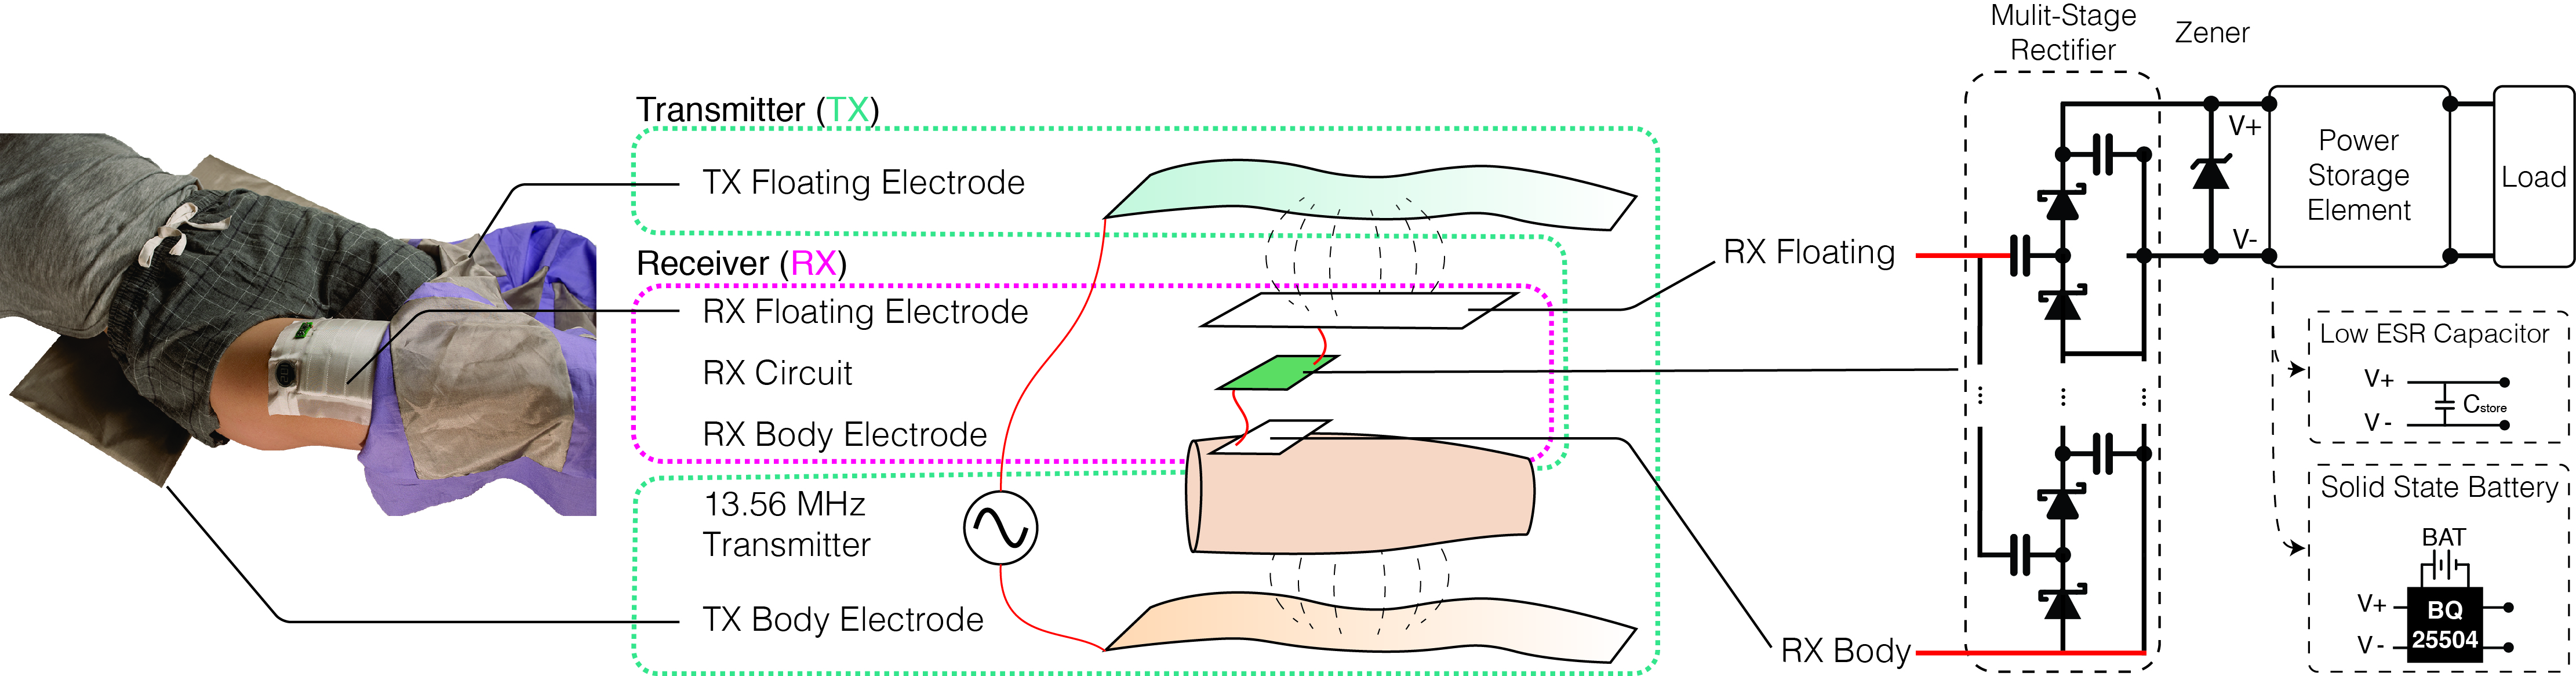 Transmitter (TX)
TX Floating Electrode
Receiver (RX)
RX Floating Electrode
RX Circuit
RX Body Electrode
13.56 MHz
Transmitter
TX Body Electrode
RX Floating
RX Body
Mulit-Stage
Rectifier
Zener
V+
V-
Power
Storage
Element
Load
Low ESR Capacitor
V+
V-
Cstore
Solid State Battery
BAT
V+
V-
BQ
25504